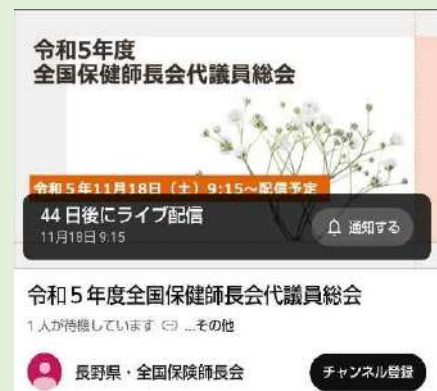 令和5年度
全国保健師長会代議員総会
令和5年11月18日（土）9:15～配信予定
44 日後にライブ配信
11月18日 9:15
通知する
令和５年度全国保健師長会代議員総会
1 人が待機しています ...その他
長野県・全国保険師長会
チャンネル登録